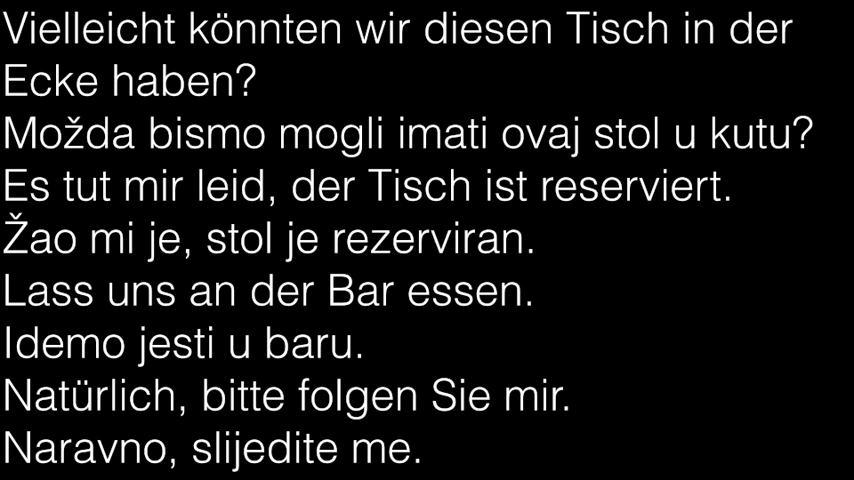 Vielleicht könnten wir diesen Tisch in der
Ecke haben?
Možda bismo mogli imati ovaj stol u kutu?
Es tut mir leid, der Tisch ist reserviert.
Žao mi je, stol je rezerviran.
Lass uns an der Bar essen.
Idemo jesti u baru.
Natürlich, bitte folgen Sie mir.
Naravno, slijedite me.